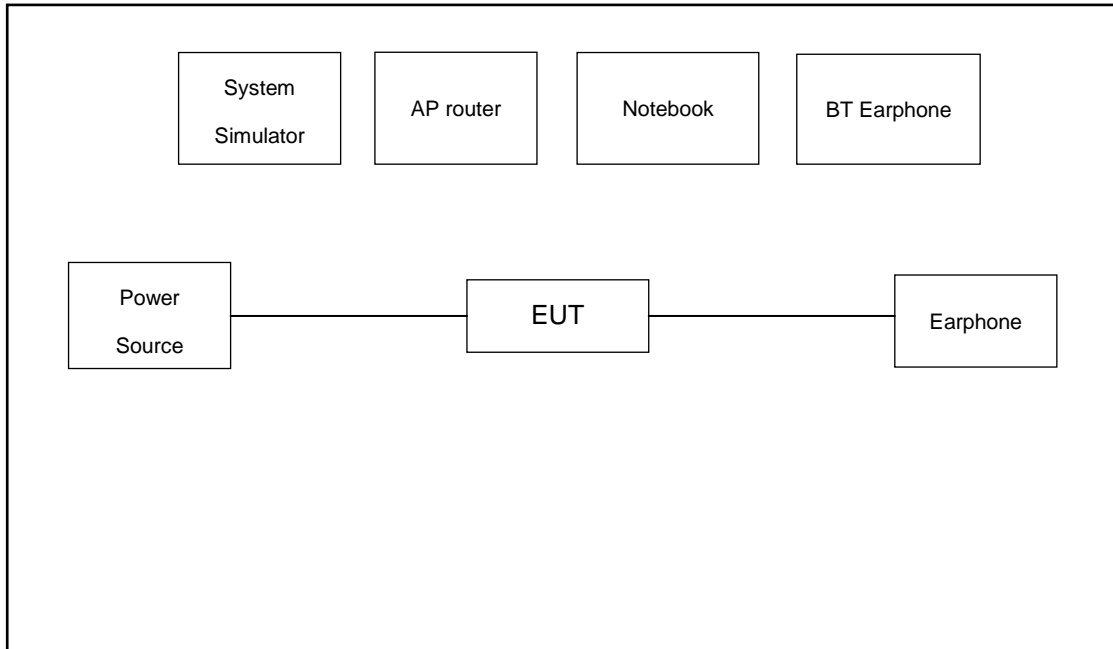 System
Simulator
AP router
Notebook
BT Earphone
Power
Source
EUT
Earphone